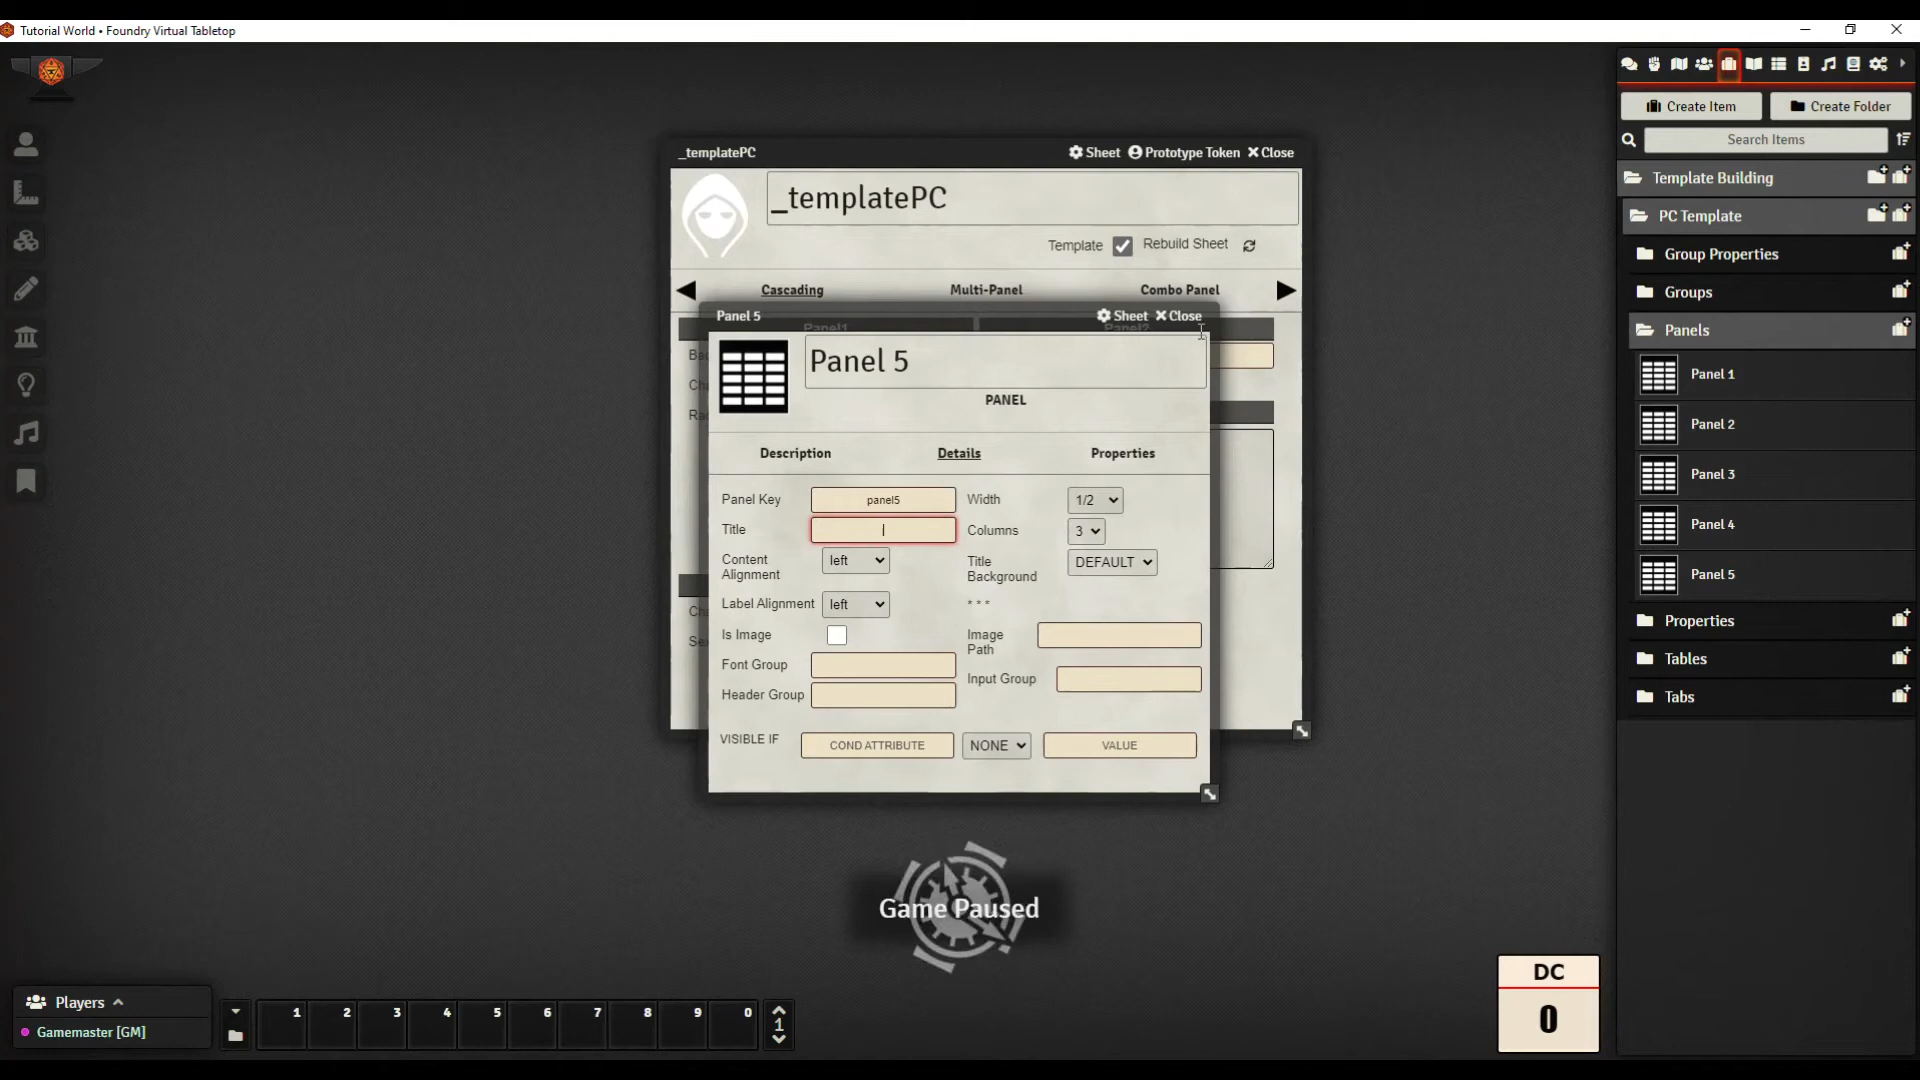 Tutorial World • Foundry Virtual Tabletop
_templatePC
Sheet Prototype Token Close
_templatePC
Template Rebuild Sheet
Cascading Multi-Panel Combo Panel
Panel1 Panel2
Panel 5
Sheet Close
Panel 5
PANEL
Description Details Properties
Panel Key panel5 Width 1/2
Title Columns 3
Content Alignment left Title Background DEFAULT
Label Alignment left * * *
Is Image Image Path
Font Group Input Group
Header Group
VISIBLE IF COND ATTRIBUTE NONE VALUE
Game Paused
Create Item Create Folder
Search Items
Template Building
PC Template
Group Properties
Groups
Panels
Panel 1
Panel 2
Panel 3
Panel 4
Panel 5
Properties
Tables
Tabs
Players
Gamemaster [GM]
1 2 3 4 5 6 7 8 9 0
1
DC
0